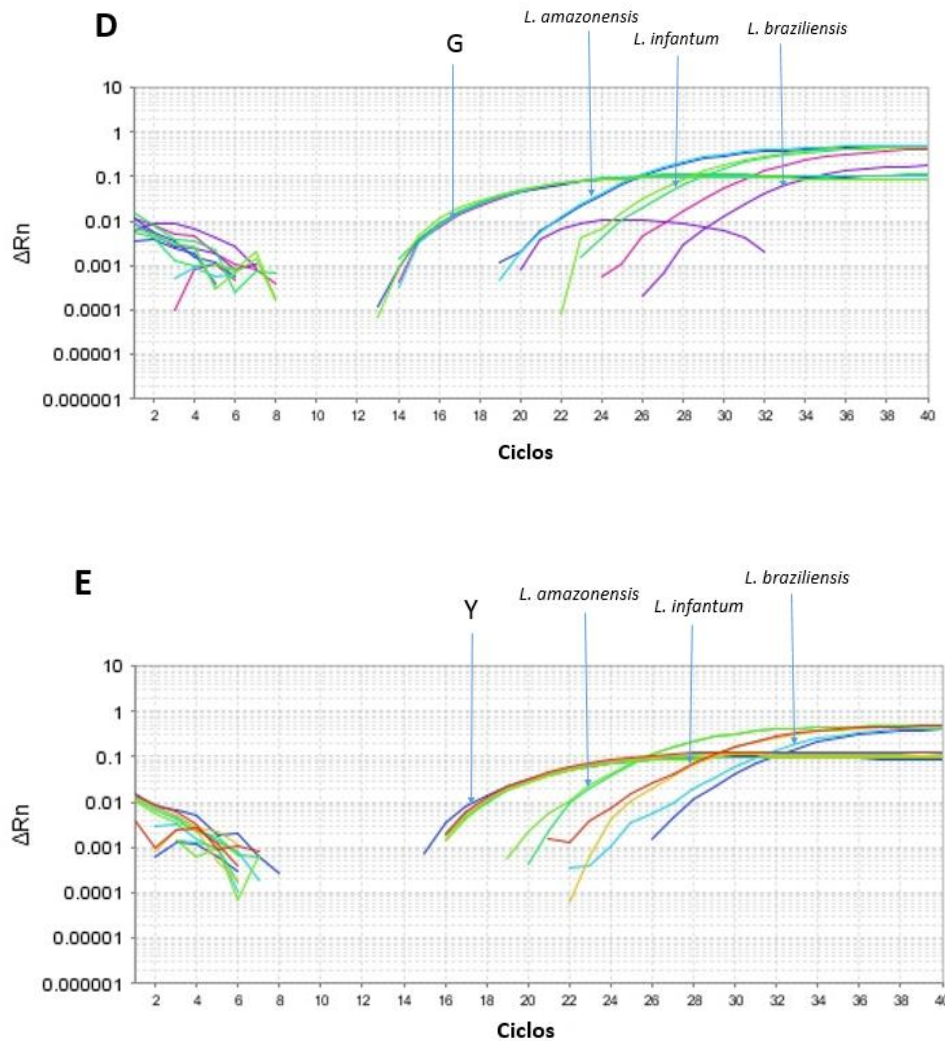 D
L. amazonensis
G
L. infantum
L. braziliensis
10
1
0.1
0.01
0.001
0.0001
0.00001
0.000001
ΔRn
2 4 6 8 10 12 14 16 18 20 22 24 26 28 30 32 34 36 38 40
Ciclos
E
L. braziliensis
L. amazonensis
Y
L. infantum
10
1
0.1
0.01
0.001
0.0001
0.00001
0.000001
ΔRn
2 4 6 8 10 12 14 16 18 20 22 24 26 28 30 32 34 36 38 40
Ciclos